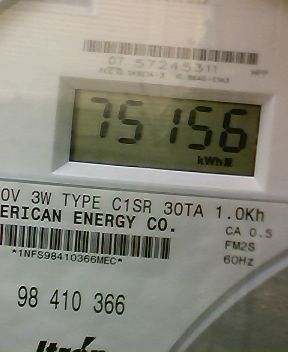 07 57245311
75156
kWh
0V 3W TYPE C1SR 30TA 1.0Kh
ERICAN ENERGY CO.
CA 0.5
FM2S
*1NFS98410366MEC*
60Hz
98 410 366
Itrón